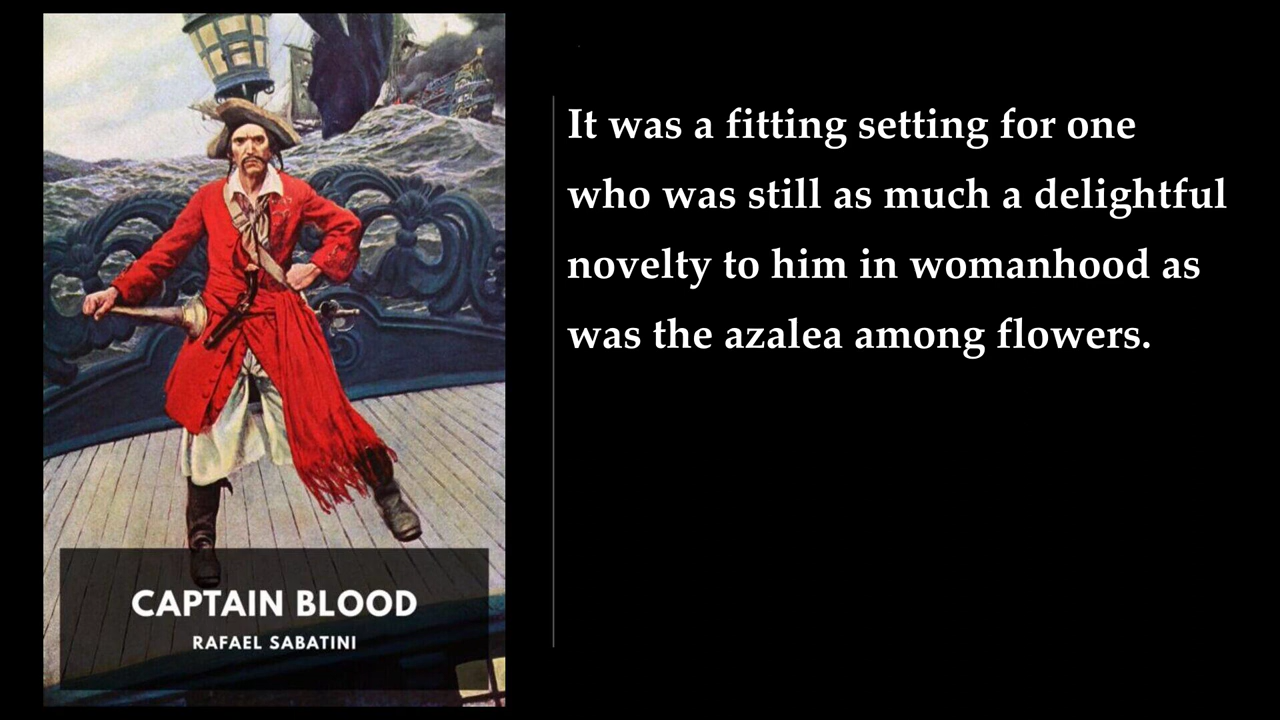 CAPTAIN BLOOD
RAFAEL SABATINI
It was a fitting setting for one
who was still as much a delightful
novelty to him in womanhood as
was the azalea among flowers.